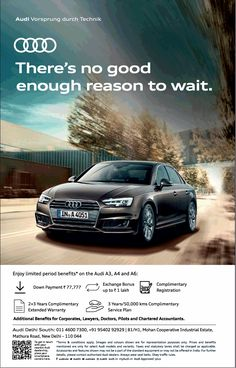 Audi Vorsprung durch Technik
There's no good
enough reason to wait.
IN·A 4051
Enjoy limited period benefits* on the Audi A3, A4 and A6:
Down Payment ₹ 77,777
Exchange Bonus
up to ₹ 1 Lakh
Complimentary
Registration
2+3 Years Complimentary
Extended Warranty
3 Years/50,000 kms Complimentary
Service Plan
Additional Benefits for Corporates, Lawyers, Doctors, Pilots and Chartered Accountants.
Audi Delhi South: 011 4600 7300, +91 95402 92929 | B1/H1, Mohan Cooperative Industrial Estate,
Mathura Road, New Delhi - 110 044